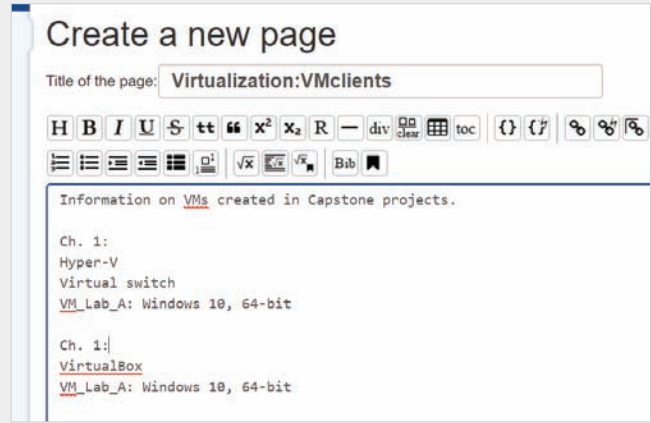 Create a new page
Title of the page: Virtualization:VMclients
H B I U S tt x² x₂ R div clear toc {} {}
√x √x √x Bib
Information on VMs created in Capstone projects.
Ch. 1:
Hyper-V
Virtual switch
VM_Lab_A: Windows 10, 64-bit
Ch. 1:
VirtualBox
VM_Lab_A: Windows 10, 64-bit